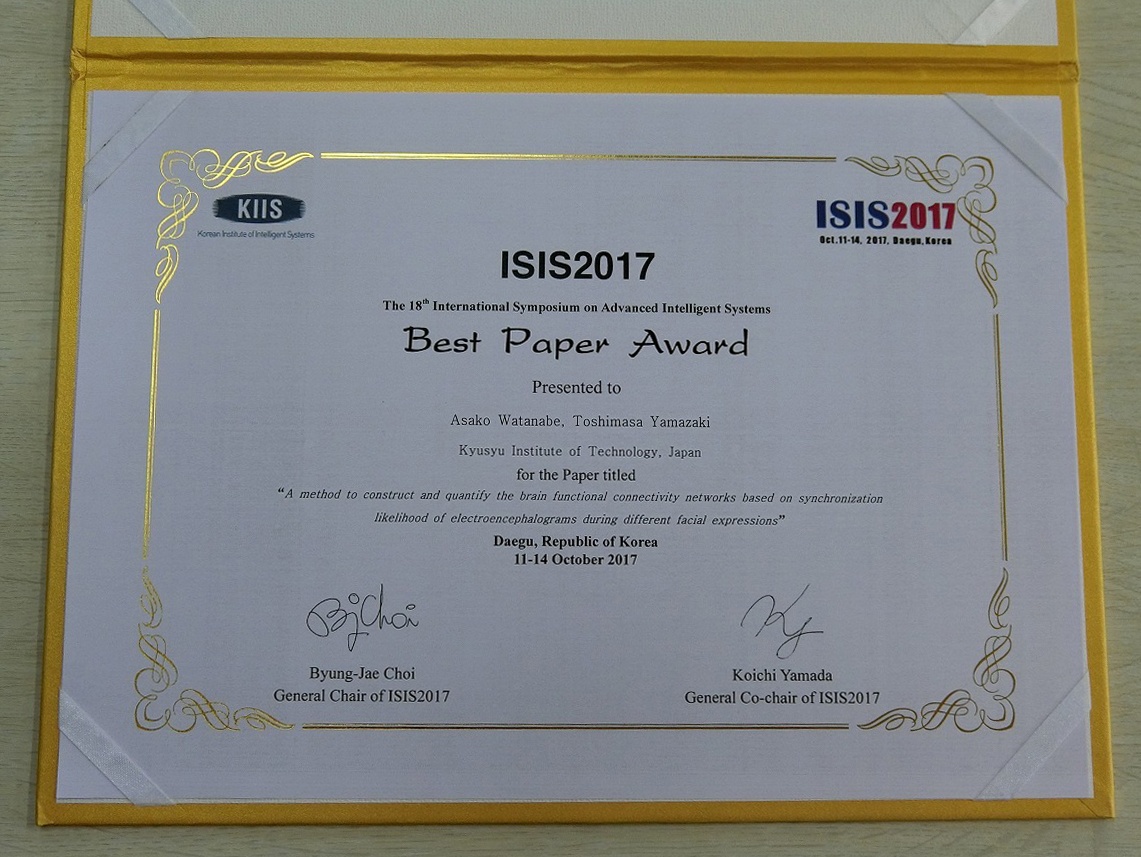 KIIS
Korean Institute of Intelligent Systems
ISIS2017
Oct.11-14, 2017, Daegu,Korea
ISIS2017
The 18th International Symposium on Advanced Intelligent Systems
Best Paper Award
Presented to
Asako Watanabe, Toshimasa Yamazaki
Kyusyu Institute of Technology, Japan
for the Paper titled
“A method to construct and quantify the brain functional connectivity networks based on synchronization
likelihood of electroencephalograms during different facial expressions”
Daegu, Republic of Korea
11-14 October 2017
BjChoi
Byung-Jae Choi
General Chair of ISIS2017
Koichi Yamada
General Co-chair of ISIS2017